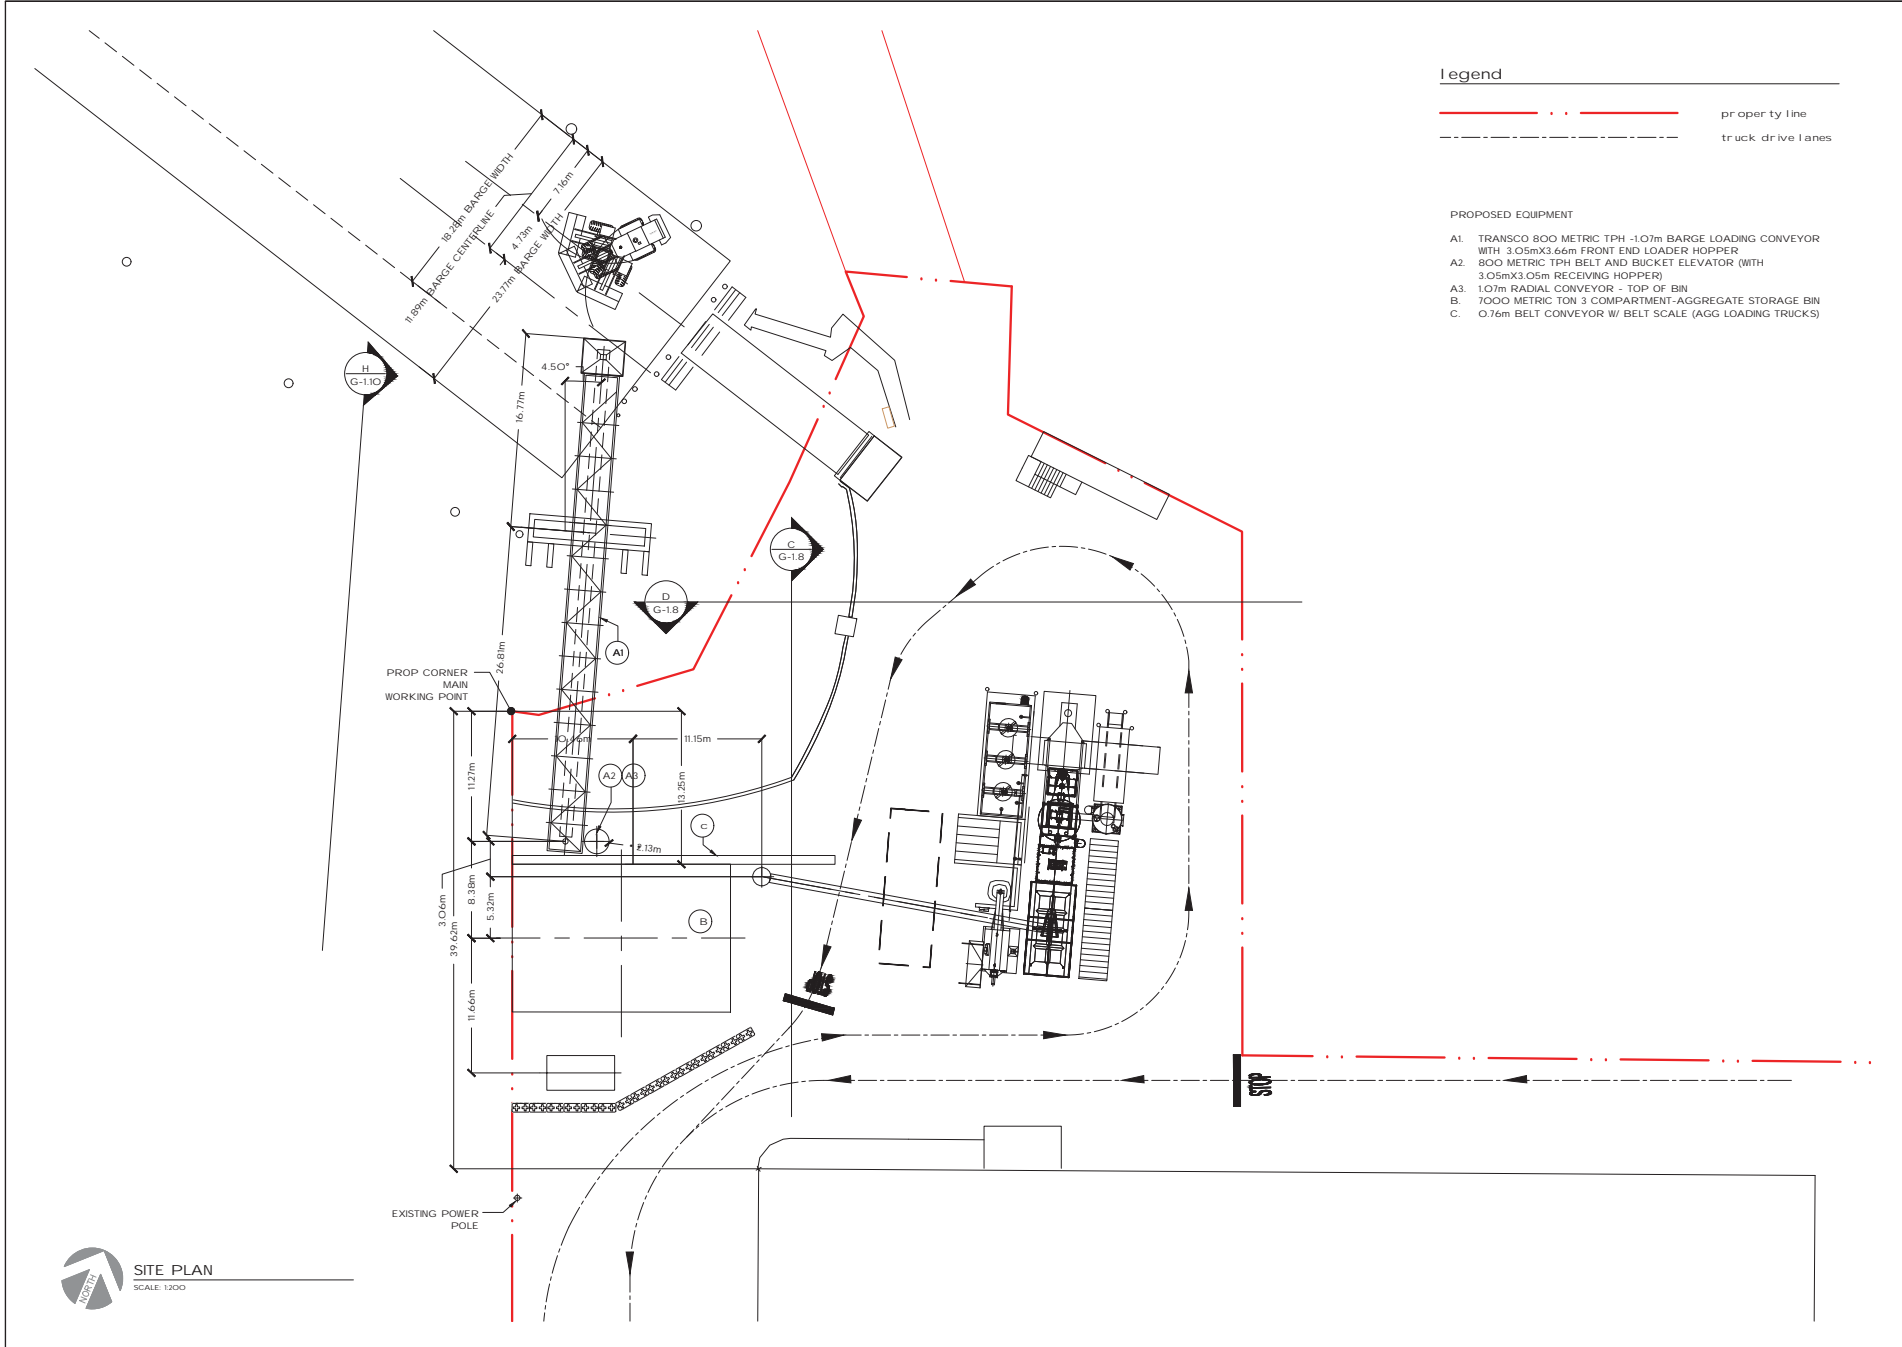 legend
property line
truck drive lanes
PROPOSED EQUIPMENT
A1. TRANSCO 800 METRIC TPH -1.07m BARGE LOADING CONVEYOR
WITH 3.05mX3.66m FRONT END LOADER HOPPER
A2. 800 METRIC TPH BELT AND BUCKET ELEVATOR (WITH
3.05mX3.05m RECEIVING HOPPER)
A3. 1.07m RADIAL CONVEYOR - TOP OF BIN
B. 7000 METRIC TON 3 COMPARTMENT-AGGREGATE STORAGE BIN
C. 0.76m BELT CONVEYOR W/ BELT SCALE (AGG LOADING TRUCKS)
18.28m BARGE WIDTH
11.89m BARGE CENTERLINE
7.16m
4.73m
23.77m BARGE WIDTH
H
G-1.10
4.50°
16.77m
C
G-1.8
D
G-1.8
A1
26.81m
PROP CORNER
MAIN
WORKING POINT
11.15m
A2
A3
11.27m
13.25m
C
2.13m
3.06m
8.38m
5.32m
B
39.62m
11.66m
STOP
EXISTING POWER
POLE
NORTH
SITE PLAN
SCALE: 1:200